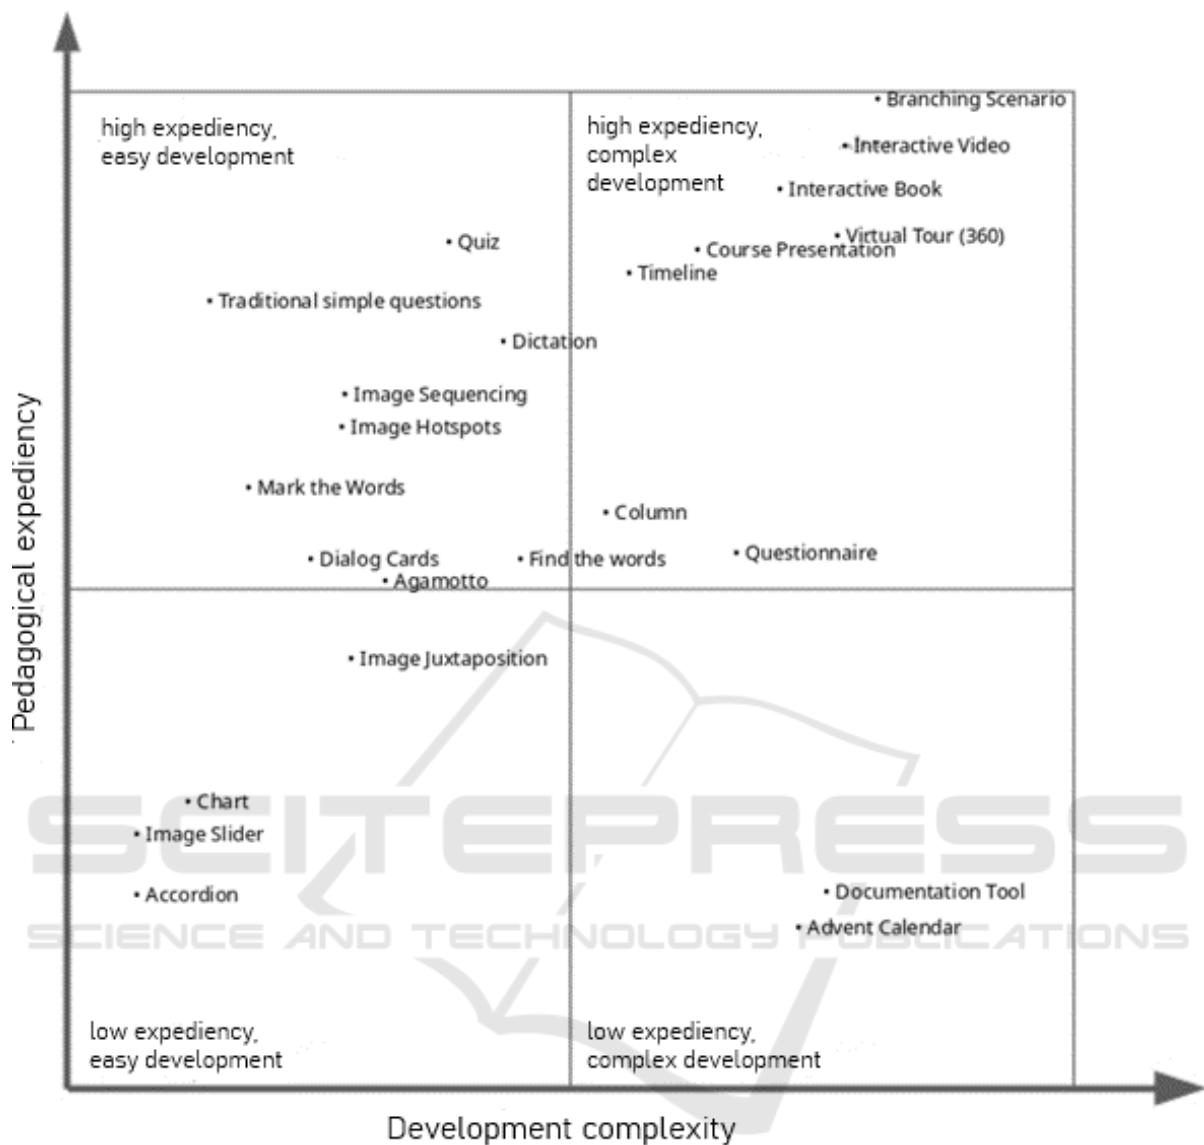 Branching Scenario
high expediency,
easy development
high expediency,
complex
development
Interactive Video
Interactive Book
Virtual Tour (360)
Quiz
Course Presentation
Timeline
Traditional simple questions
Dictation
Image Sequencing
Image Hotspots
Mark the Words
Column
Questionnaire
Dialog Cards
Find the words
Agamotto
Image Juxtaposition
Pedagogical expediency
Chart
Image Slider
Accordion
Documentation Tool
Advent Calendar
SCITEPRESS
SCIENCE AND TECHNOLOGY PUBLICATIONS
low expediency,
easy development
low expediency,
complex development
Development complexity